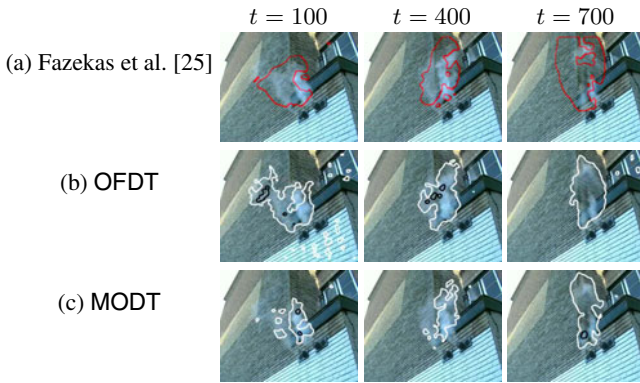 t = 100 t = 400 t = 700
(a) Fazekas et al. [25]
(b) OFDT
(c) MODT